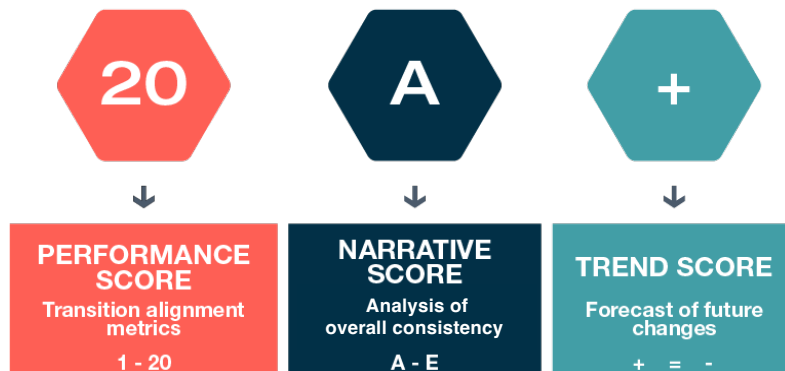 20
A
+
PERFORMANCE
SCORE
Transition alignment
metrics
1 - 20
NARRATIVE
SCORE
Analysis of
overall consistency
A - E
TREND SCORE
Forecast of future
changes
+ = -